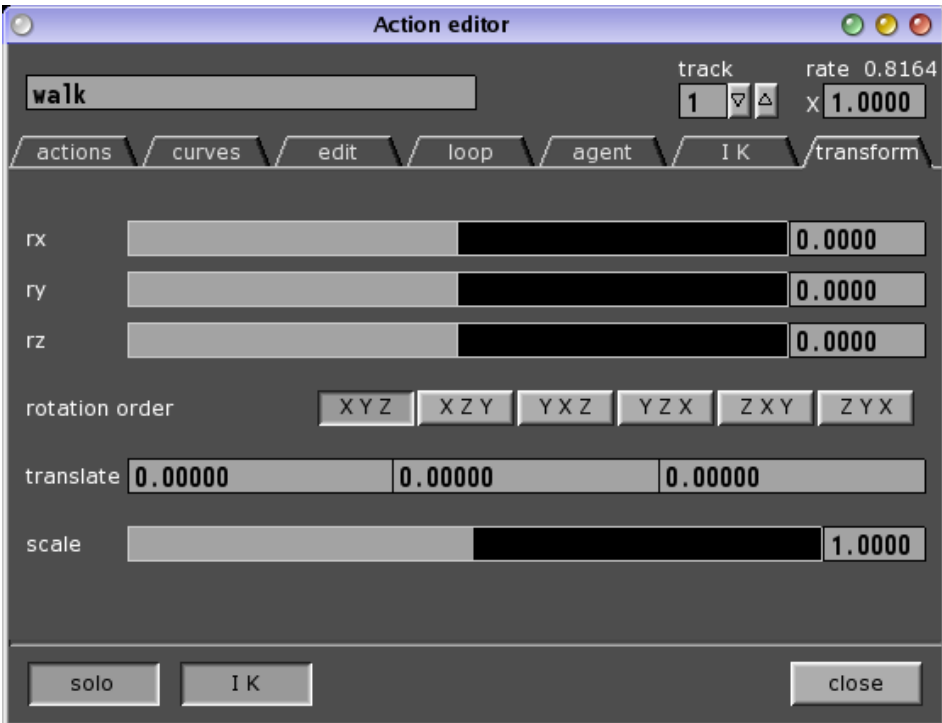 Action editor
track rate 0.8164
walk 1 X 1.0000
actions curves edit loop agent I K transform
rx 0.0000
ry 0.0000
rz 0.0000
rotation order X Y Z X Z Y Y X Z Y Z X Z X Y Z Y X
translate 0.00000 0.00000 0.00000
scale 1.0000
solo I K close